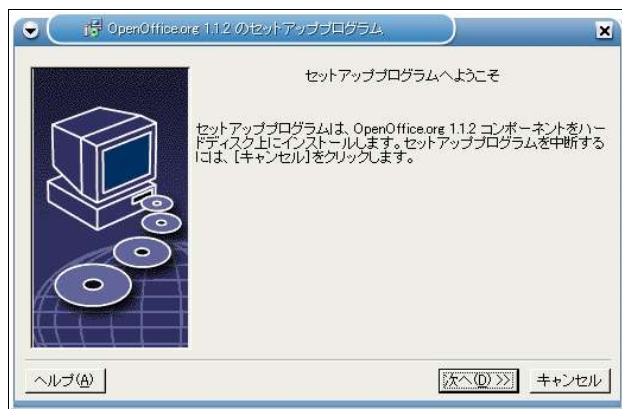 OpenOffice.org 1.1.2 のセットアッププログラム
セットアッププログラムへようこそ
セットアッププログラムは、OpenOffice.org 1.1.2 コンポーネントをハー
ドディスク上にインストールします。セットアッププログラムを中断する
には、[キャンセル]をクリックします。
ヘルプ(A)
次へ(D) >>
キャンセル